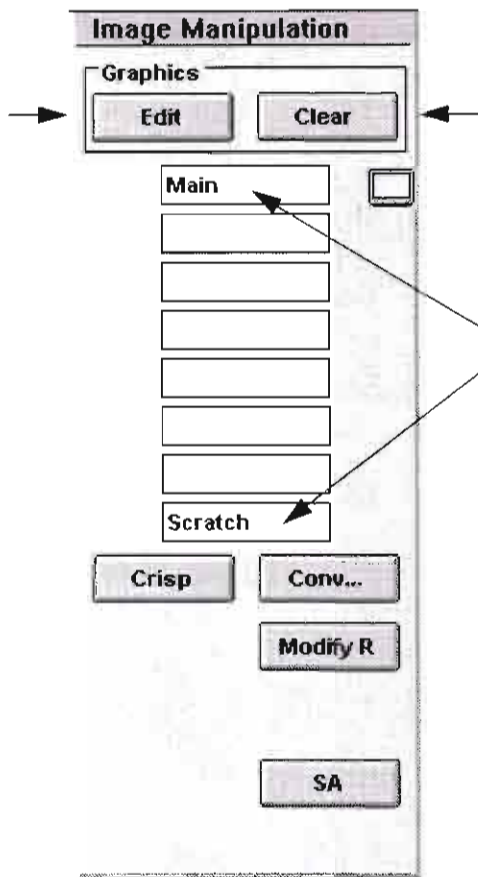 Image Manipulation
Graphics
Edit Clear
Main
Scratch
Crisp Conv...
Modify R
SA